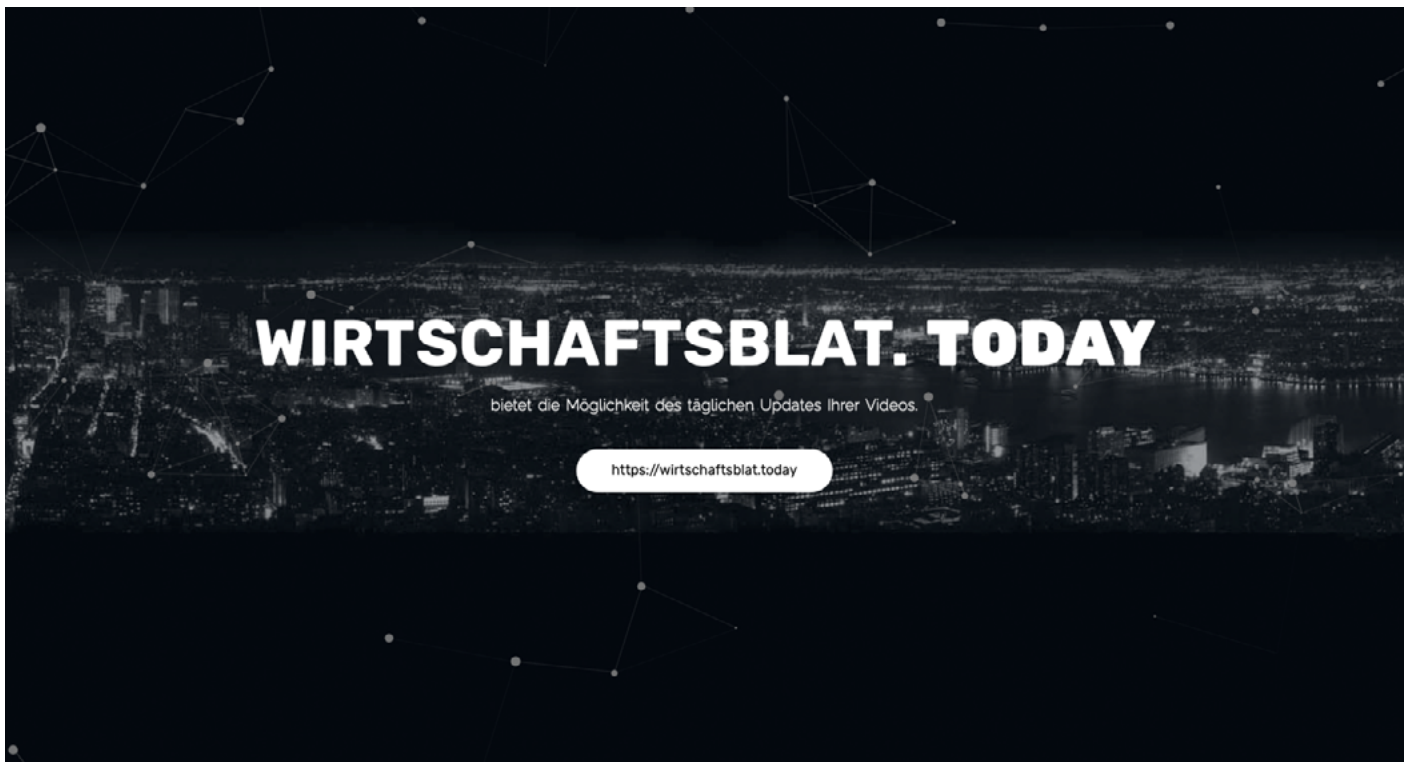 WIRTSCHAFTSBLAT. TODAY
bietet die Möglichkeit des täglichen Updates Ihrer Videos.
https://wirtschaftsblat.today